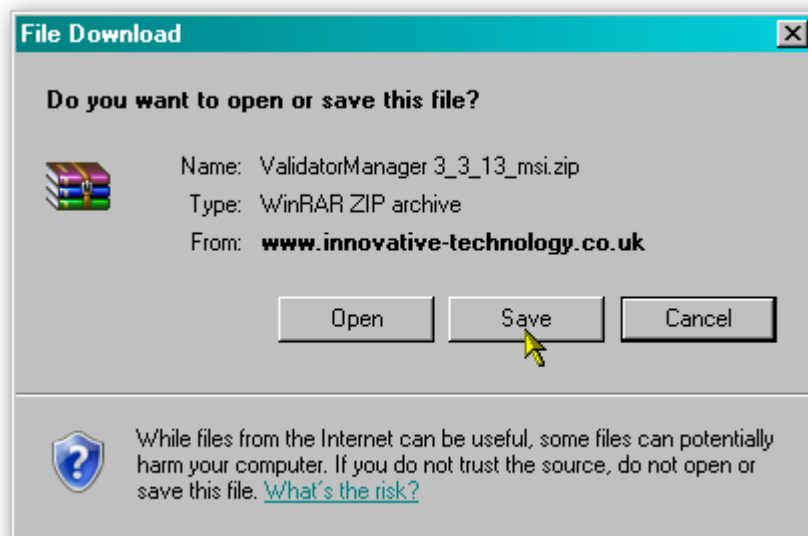 File Download
Do you want to open or save this file?
Name: ValidatorManager 3_3_13_msi.zip
Type: WinRAR ZIP archive
From: www.innovative-technology.co.uk
Open Save Cancel
While files from the Internet can be useful, some files can potentially
harm your computer. If you do not trust the source, do not open or
save this file. What's the risk?